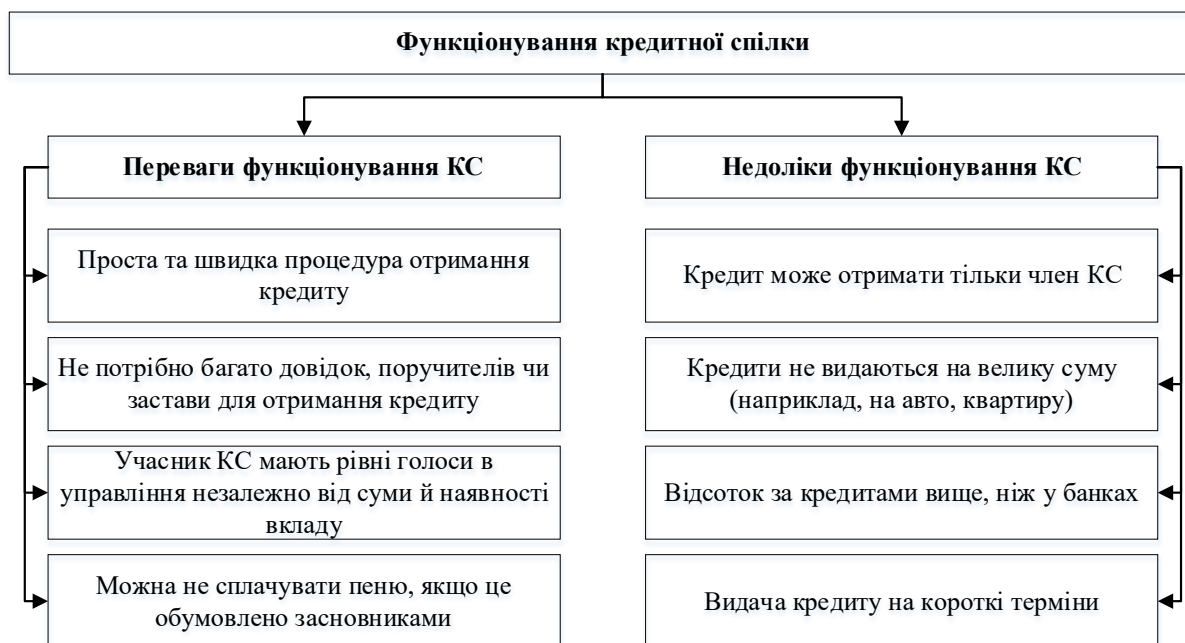 Функціонування кредитної спілки
Переваги функціонування КС
Проста та швидка процедура отримання
кредиту
Не потрібно багато довідок, поручителів чи
застави для отримання кредиту
Учасник КС мають рівні голоси в
управління незалежно від суми й наявності
вкладу
Можна не сплачувати пеню, якщо це
обумовлено засновниками
Недоліки функціонування КС
Кредит може отримати тільки член КС
Кредити не видаються на велику суму
(наприклад, на авто, квартиру)
Відсоток за кредитами вище, ніж у банках
Видача кредиту на короткі терміни